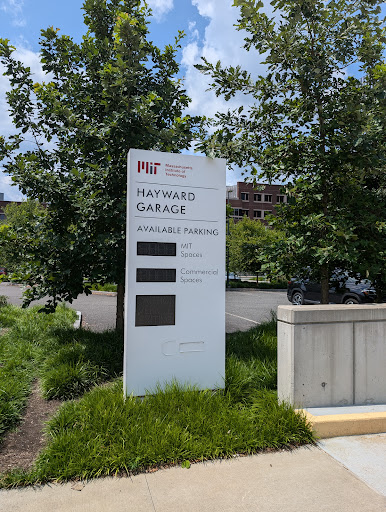 MIT
Massachusetts
Institute of
Technology
HAYWARD
GARAGE
AVAILABLE PARKING
MIT
Spaces
Commercial
Spaces